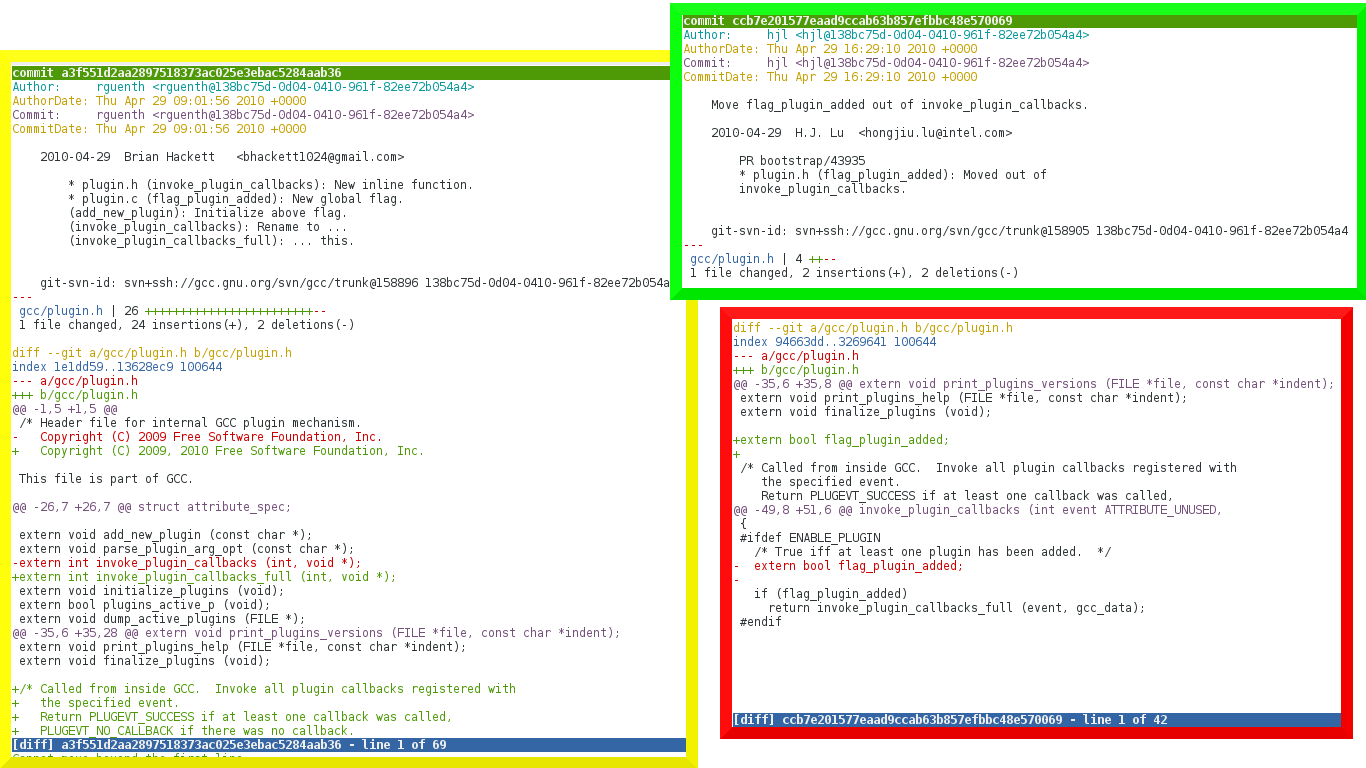 commit a3f551d2aa2897518373ac025e3ebac5284aab36
Author:     rguenth <rguenth@138bc75d-0d04-0410-961f-82ee72b054a4>
AuthorDate: Thu Apr 29 09:01:56 2010 +0000
Commit:     rguenth <rguenth@138bc75d-0d04-0410-961f-82ee72b054a4>
CommitDate: Thu Apr 29 09:01:56 2010 +0000
2010-04-29  Brian Hackett   <bhackett1024@gmail.com>
* plugin.h (invoke_plugin_callbacks): New inline function.
* plugin.c (flag_plugin_added): New global flag.
(add_new_plugin): Initialize above flag.
(invoke_plugin_callbacks): Rename to ...
(invoke_plugin_callbacks_full): ... this.
git-svn-id: svn+ssh://gcc.gnu.org/svn/gcc/trunk@158896 138bc75d-0d04-0410-961f-82ee72b054a
---
gcc/plugin.h | 26 ++++++++++++++++++++++++--
1 file changed, 24 insertions(+), 2 deletions(-)
diff --git a/gcc/plugin.h b/gcc/plugin.h
index 1e1dd59..13628ec9 100644
--- a/gcc/plugin.h
+++ b/gcc/plugin.h
@@ -1,5 +1,5 @@
/* Header file for internal GCC plugin mechanism.
-   Copyright (C) 2009 Free Software Foundation, Inc.
+   Copyright (C) 2009, 2010 Free Software Foundation, Inc.
This file is part of GCC.
@@ -26,7 +26,7 @@ struct attribute_spec;
extern void add_new_plugin (const char *);
extern void parse_plugin_arg_opt (const char *);
-extern int invoke_plugin_callbacks (int, void *);
+extern int invoke_plugin_callbacks_full (int, void *);
extern void initialize_plugins (void);
extern bool plugins_active_p (void);
extern void dump_active_plugins (FILE *);
@@ -35,6 +35,28 @@ extern void print_plugins_versions (FILE *file, const char *indent);
extern void print_plugins_help (FILE *file, const char *indent);
extern void finalize_plugins (void);
+/* Called from inside GCC.  Invoke all plugin callbacks registered with
+   the specified event.
+   Return PLUGEVT_SUCCESS if at least one callback was called,
+   PLUGEVT_NO_CALLBACK if there was no callback.
[diff] a3f551d2aa2897518373ac025e3ebac5284aab36 - line 1 of 69
commit ccb7e201577eaad9ccab63b857efbbc48e570069
Author:     hjl <hjl@138bc75d-0d04-0410-961f-82ee72b054a4>
AuthorDate: Thu Apr 29 16:29:10 2010 +0000
Commit:     hjl <hjl@138bc75d-0d04-0410-961f-82ee72b054a4>
CommitDate: Thu Apr 29 16:29:10 2010 +0000
Move flag_plugin_added out of invoke_plugin_callbacks.
2010-04-29  H.J. Lu  <hongjiu.lu@intel.com>
PR bootstrap/43935
* plugin.h (flag_plugin_added): Moved out of
invoke_plugin_callbacks.
git-svn-id: svn+ssh://gcc.gnu.org/svn/gcc/trunk@158905 138bc75d-0d04-0410-961f-82ee72b054a4
---
gcc/plugin.h | 4 ++--
1 file changed, 2 insertions(+), 2 deletions(-)
diff --git a/gcc/plugin.h b/gcc/plugin.h
index 94663dd..3269641 100644
--- a/gcc/plugin.h
+++ b/gcc/plugin.h
@@ -35,6 +35,8 @@ extern void print_plugins_versions (FILE *file, const char *indent);
extern void print_plugins_help (FILE *file, const char *indent);
extern void finalize_plugins (void);
+extern bool flag_plugin_added;
+
/* Called from inside GCC.  Invoke all plugin callbacks registered with
the specified event.
Return PLUGEVT_SUCCESS if at least one callback was called,
@@ -49,8 +51,6 @@ invoke_plugin_callbacks (int event ATTRIBUTE_UNUSED,
{
#ifdef ENABLE_PLUGIN
/* True iff at least one plugin has been added.  */
-  extern bool flag_plugin_added;
-
if (flag_plugin_added)
return invoke_plugin_callbacks_full (event, gcc_data);
#endif
[diff] ccb7e201577eaad9ccab63b857efbbc48e570069 - line 1 of 42